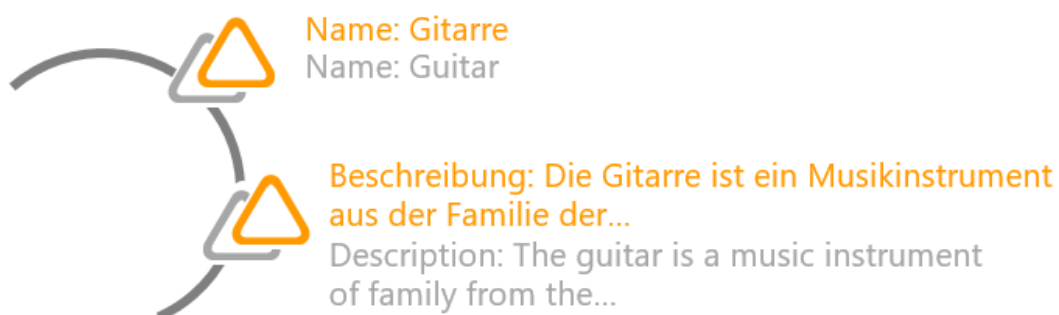 Name: Gitarre
Name: Guitar
Beschreibung: Die Gitarre ist ein Musikinstrument
aus der Familie der...
Description: The guitar is a music instrument
of family from the...